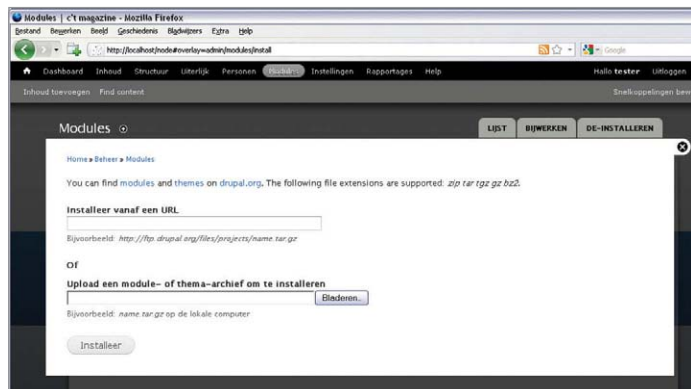 Modules | c't magazine - Mozilla Firefox
Bestand Bewerken Beeld Geschiedenis Bladwijzers Extra Help
http://localhost/node#overlay=admin/modules/install
Google
Dashboard Inhoud Structuur Uiterlijk Personen Modules Instellingen Rapportages Help Hallo tester Uitloggen
Inhoud toevoegen Find content Snelkoppelingen bew
Modules
LIJST BIJWERKEN DE-INSTALLEREN
Home » Beheer » Modules
You can find modules and themes on drupal.org. The following file extensions are supported: zip tar tgz gz bz2.
Installeer vanaf een URL
Bijvoorbeeld: http://ftp.drupal.org/files/projects/name.tar.gz
Of
Upload een module- of thema-archief om te installeren
Bladeren...
Bijvoorbeeld: name.tar.gz op de lokale computer
Installeer